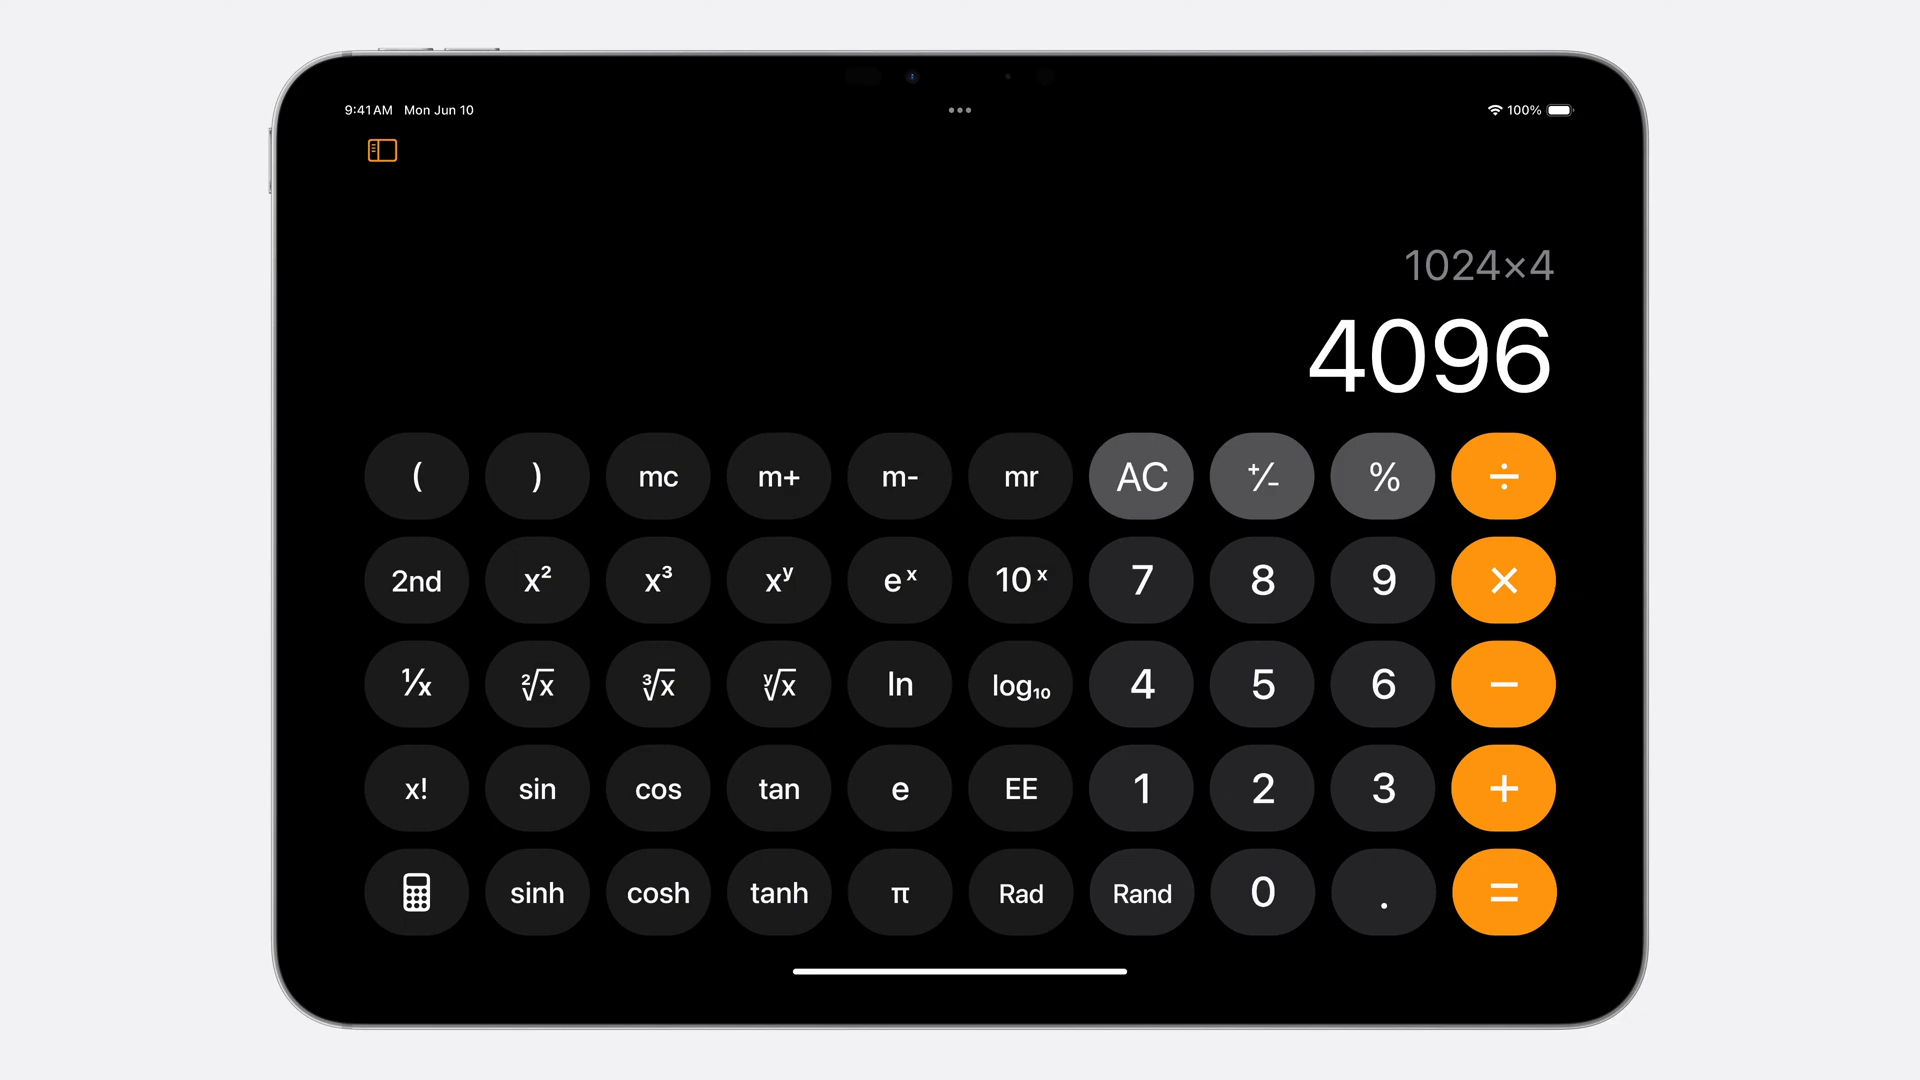 9:41 AM Mon Jun 10 100%
1024×4
4096
( ) mc m+ m- mr AC +/- % ÷
2nd x² x³ xʸ eˣ 10ˣ 7 8 9 ×
1/x ²√x ³√x ʸ√x ln log₁₀ 4 5 6 −
x! sin cos tan e EE 1 2 3 +
sinh cosh tanh π Rad Rand 0 . =